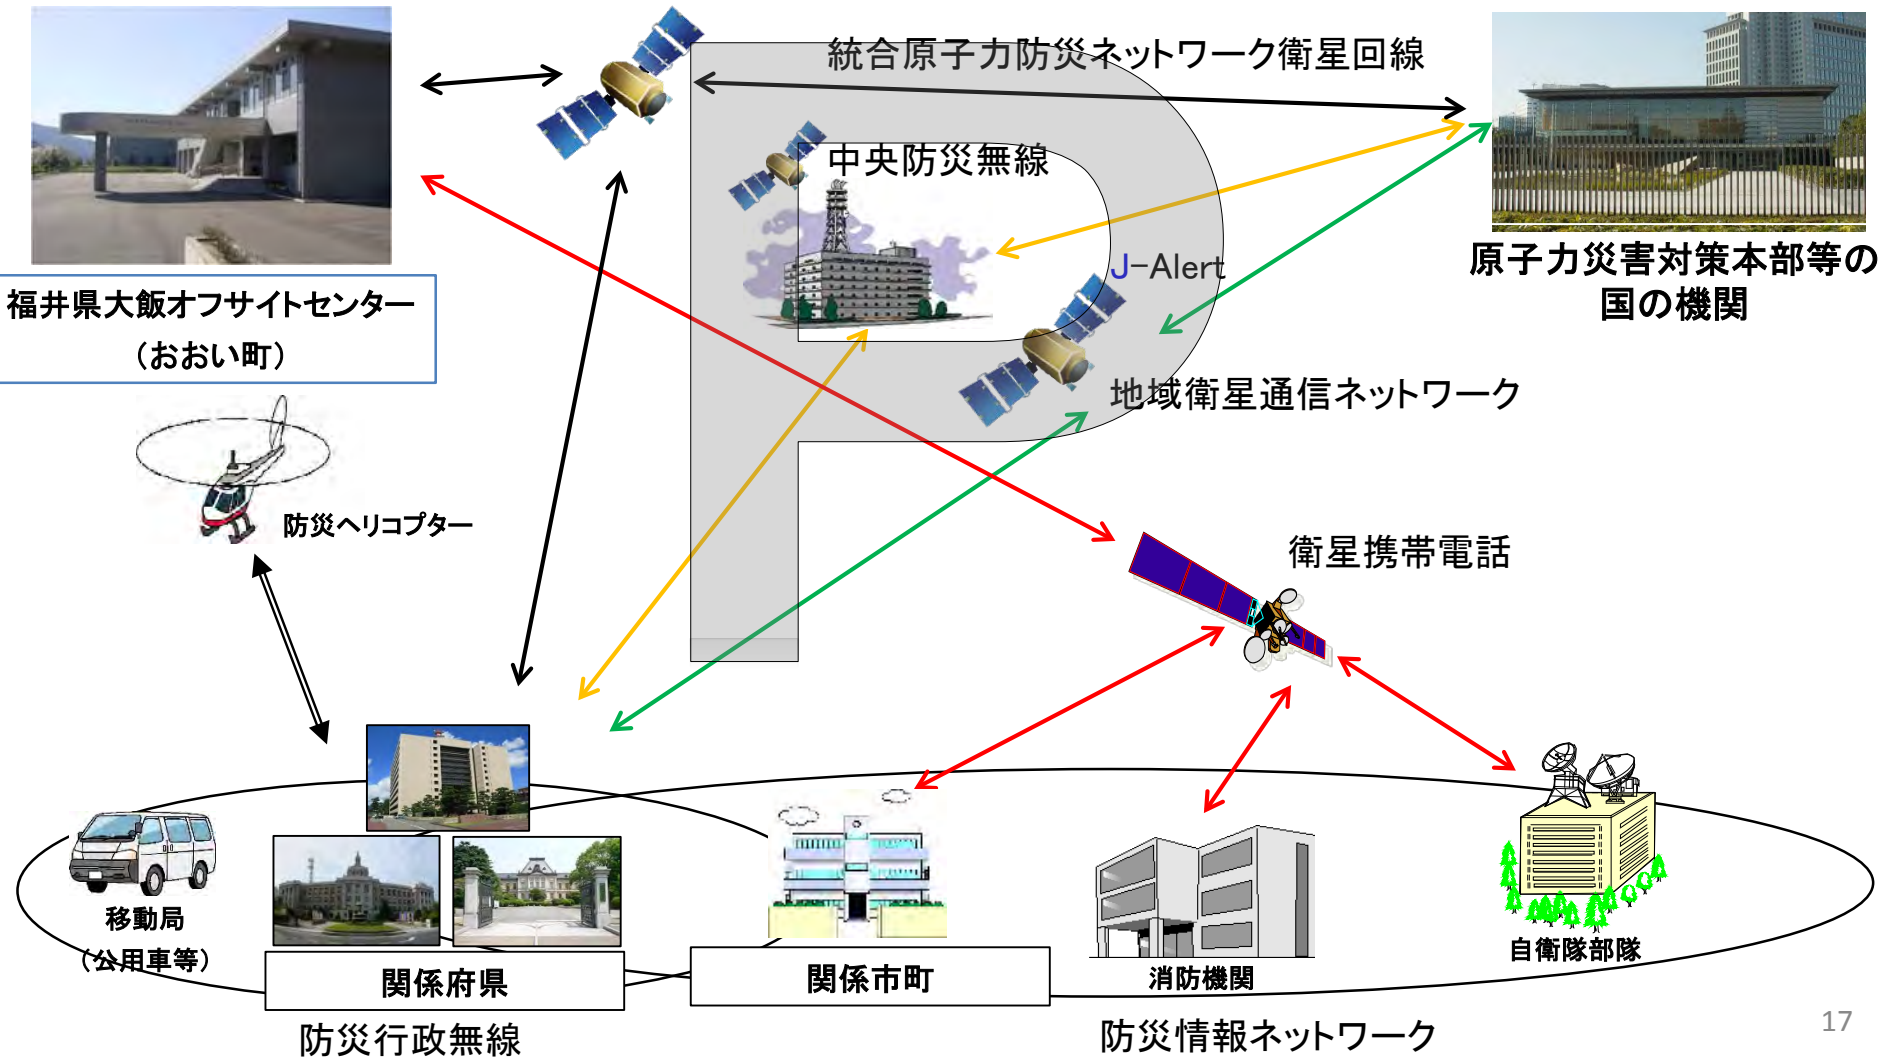 統合原子力防災ネットワーク衛星回線
中央防災無線
J-Alert
原子力災害対策本部等の
国の機関
福井県大飯オフサイトセンター
（おおい町）
地域衛星通信ネットワーク
防災ヘリコプター
衛星携帯電話
移動局
（公用車等）
関係府県
関係市町
消防機関
自衛隊部隊
防災行政無線
防災情報ネットワーク
17
P